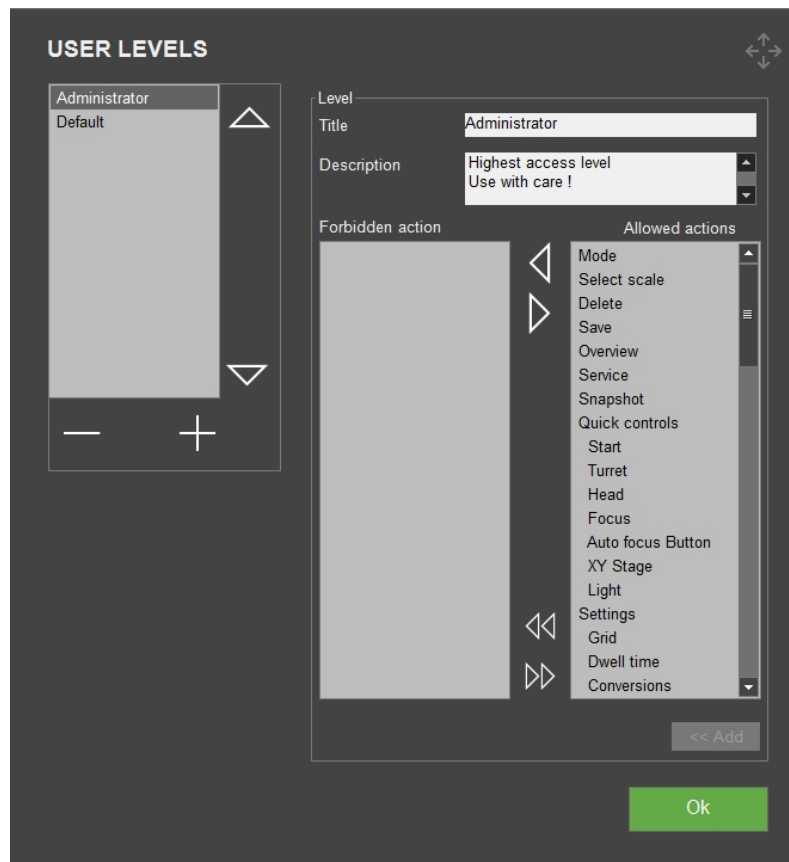 USER LEVELS
Administrator
Default
Level
Title
Administrator
Description
Highest access level
Use with care !
Forbidden action
Allowed actions
Mode
Select scale
Delete
Save
Overview
Service
Snapshot
Quick controls
Start
Turret
Head
Focus
Auto focus Button
XY Stage
Light
Settings
Grid
Dwell time
Conversions
<< Add
Ok